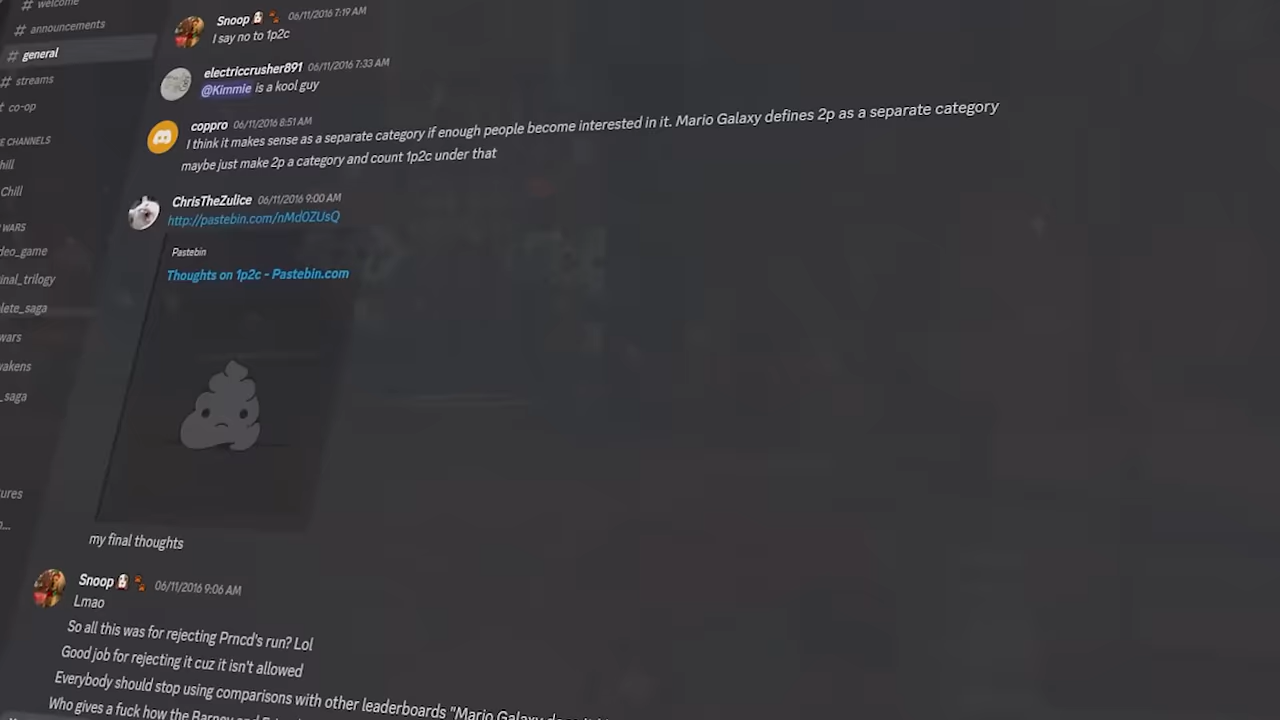 # welcome
# announcements
# general
# streams
co-op
E CHANNELS
hill
Chill
WARS
deo_game
inal_trilogy
lete_saga
wars
wakens
_saga
ures
Snoop 06/11/2016 7:19 AM
I say no to 1p2c
electriccrusher891 06/11/2016 7:33 AM
@Kimmie is a kool guy
coppro 06/11/2016 8:51 AM
I think it makes sense as a separate category if enough people become interested in it. Mario Galaxy defines 2p as a separate category
maybe just make 2p a category and count 1p2c under that
ChrisTheZulice 06/11/2016 9:00 AM
http://pastebin.com/nMd0ZUsQ
Pastebin
Thoughts on 1p2c - Pastebin.com
my final thoughts
Snoop 06/11/2016 9:06 AM
Lmao
So all this was for rejecting Prncd's run? Lol
Good job for rejecting it cuz it isn't allowed
Everybody should stop using comparisons with other leaderboards "Mario Galaxy
Who gives a fuck how the Barney and